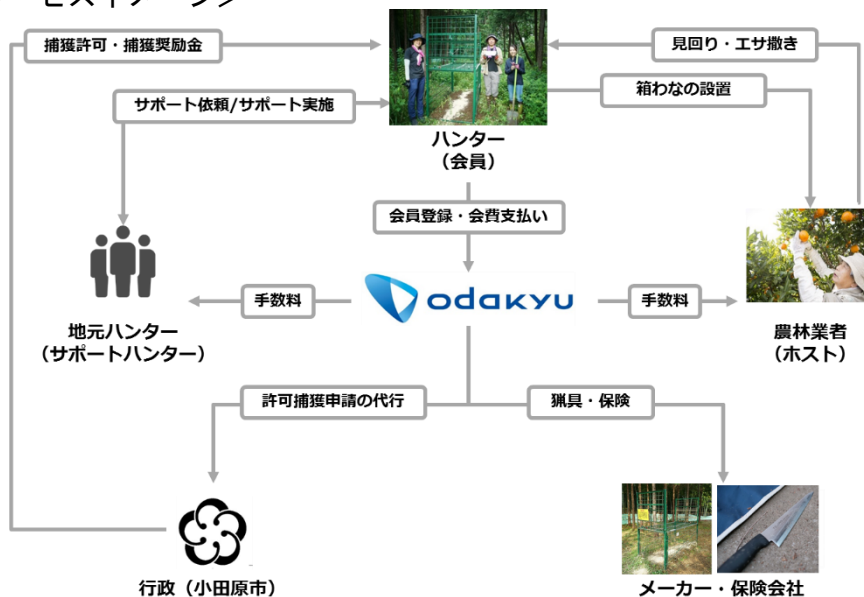 捕獲許可・捕獲奨励金
見回り・エサ撒き
サポート依頼/サポート実施
箱わなの設置
ハンター
（会員）
会員登録・会費支払い
odakyu
手数料
手数料
地元ハンター
（サポートハンター）
農林業者
（ホスト）
許可捕獲申請の代行
猟具・保険
行政（小田原市）
メーカー・保険会社